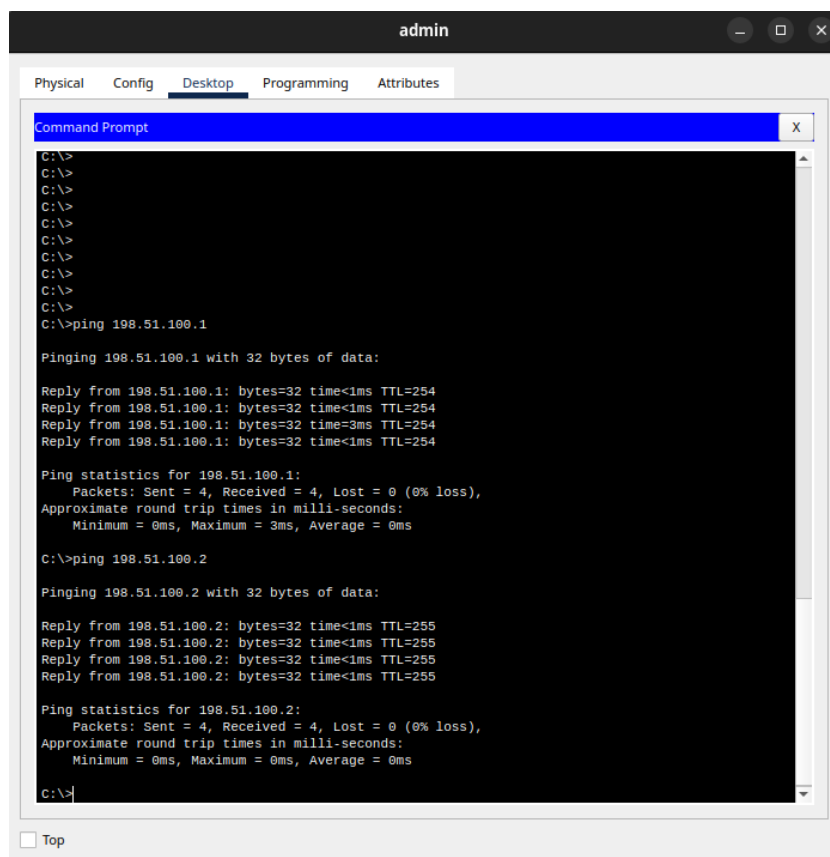 admin
Physical Config Desktop Programming Attributes
Command Prompt
X
C:\>
C:\>
C:\>
C:\>
C:\>
C:\>
C:\>
C:\>
C:\>
C:\>
C:\>ping 198.51.100.1
Pinging 198.51.100.1 with 32 bytes of data:
Reply from 198.51.100.1: bytes=32 time<1ms TTL=254
Reply from 198.51.100.1: bytes=32 time<1ms TTL=254
Reply from 198.51.100.1: bytes=32 time=3ms TTL=254
Reply from 198.51.100.1: bytes=32 time<1ms TTL=254
Ping statistics for 198.51.100.1:
Packets: Sent = 4, Received = 4, Lost = 0 (0% loss),
Approximate round trip times in milli-seconds:
Minimum = 0ms, Maximum = 3ms, Average = 0ms
C:\>ping 198.51.100.2
Pinging 198.51.100.2 with 32 bytes of data:
Reply from 198.51.100.2: bytes=32 time<1ms TTL=255
Reply from 198.51.100.2: bytes=32 time<1ms TTL=255
Reply from 198.51.100.2: bytes=32 time<1ms TTL=255
Reply from 198.51.100.2: bytes=32 time<1ms TTL=255
Ping statistics for 198.51.100.2:
Packets: Sent = 4, Received = 4, Lost = 0 (0% loss),
Approximate round trip times in milli-seconds:
Minimum = 0ms, Maximum = 0ms, Average = 0ms
C:\>
Top